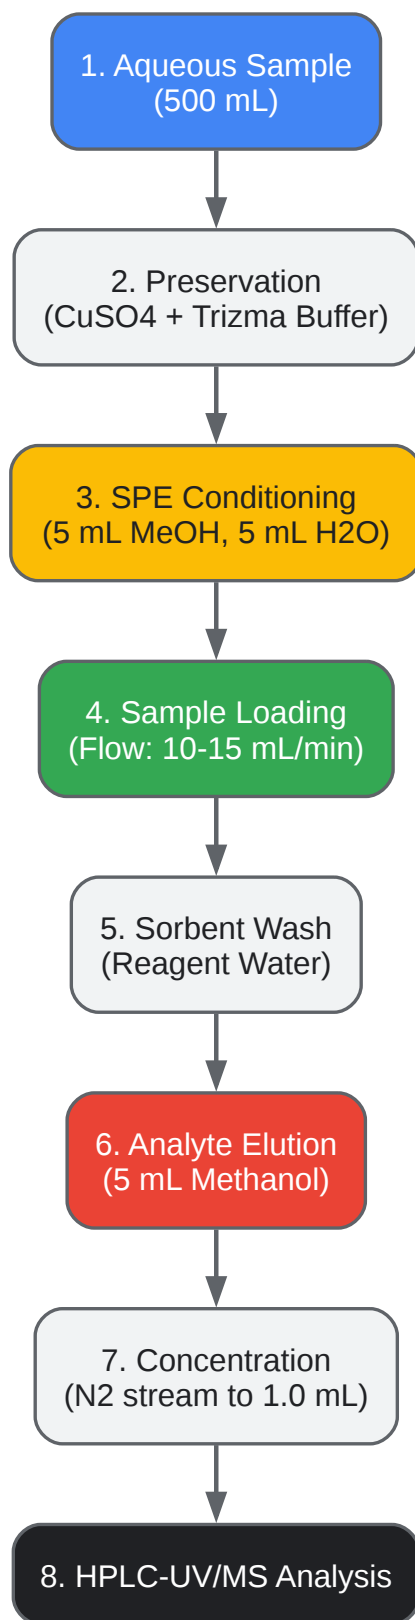 1. Aqueous Sample
(500 mL)
2. Preservation
(CuSO4 + Trizma Buffer)
3. SPE Conditioning
(5 mL MeOH, 5 mL H2O)
4. Sample Loading
(Flow: 10-15 mL/min)
5. Sorbent Wash
(Reagent Water)
6. Analyte Elution
(5 mL Methanol)
7. Concentration
(N2 stream to 1.0 mL)
8. HPLC-UV/MS Analysis